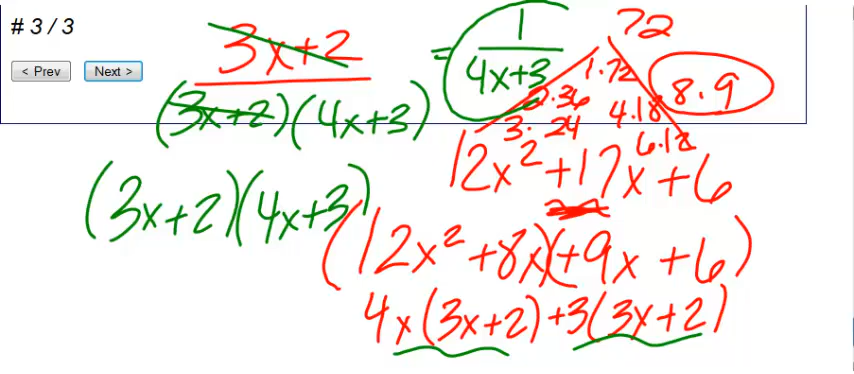 # 3 / 3
< Prev
Next >
3x+2
(3x+2)(4x+3)
= 1
4x+3
72
1.72
2.36
3. 24
4.18
6.12
8.9
12x² +17x +6
(3x+2)(4x+3)
(12x² +8x)(+9x +6)
4x(3x+2)+3(3x+2)